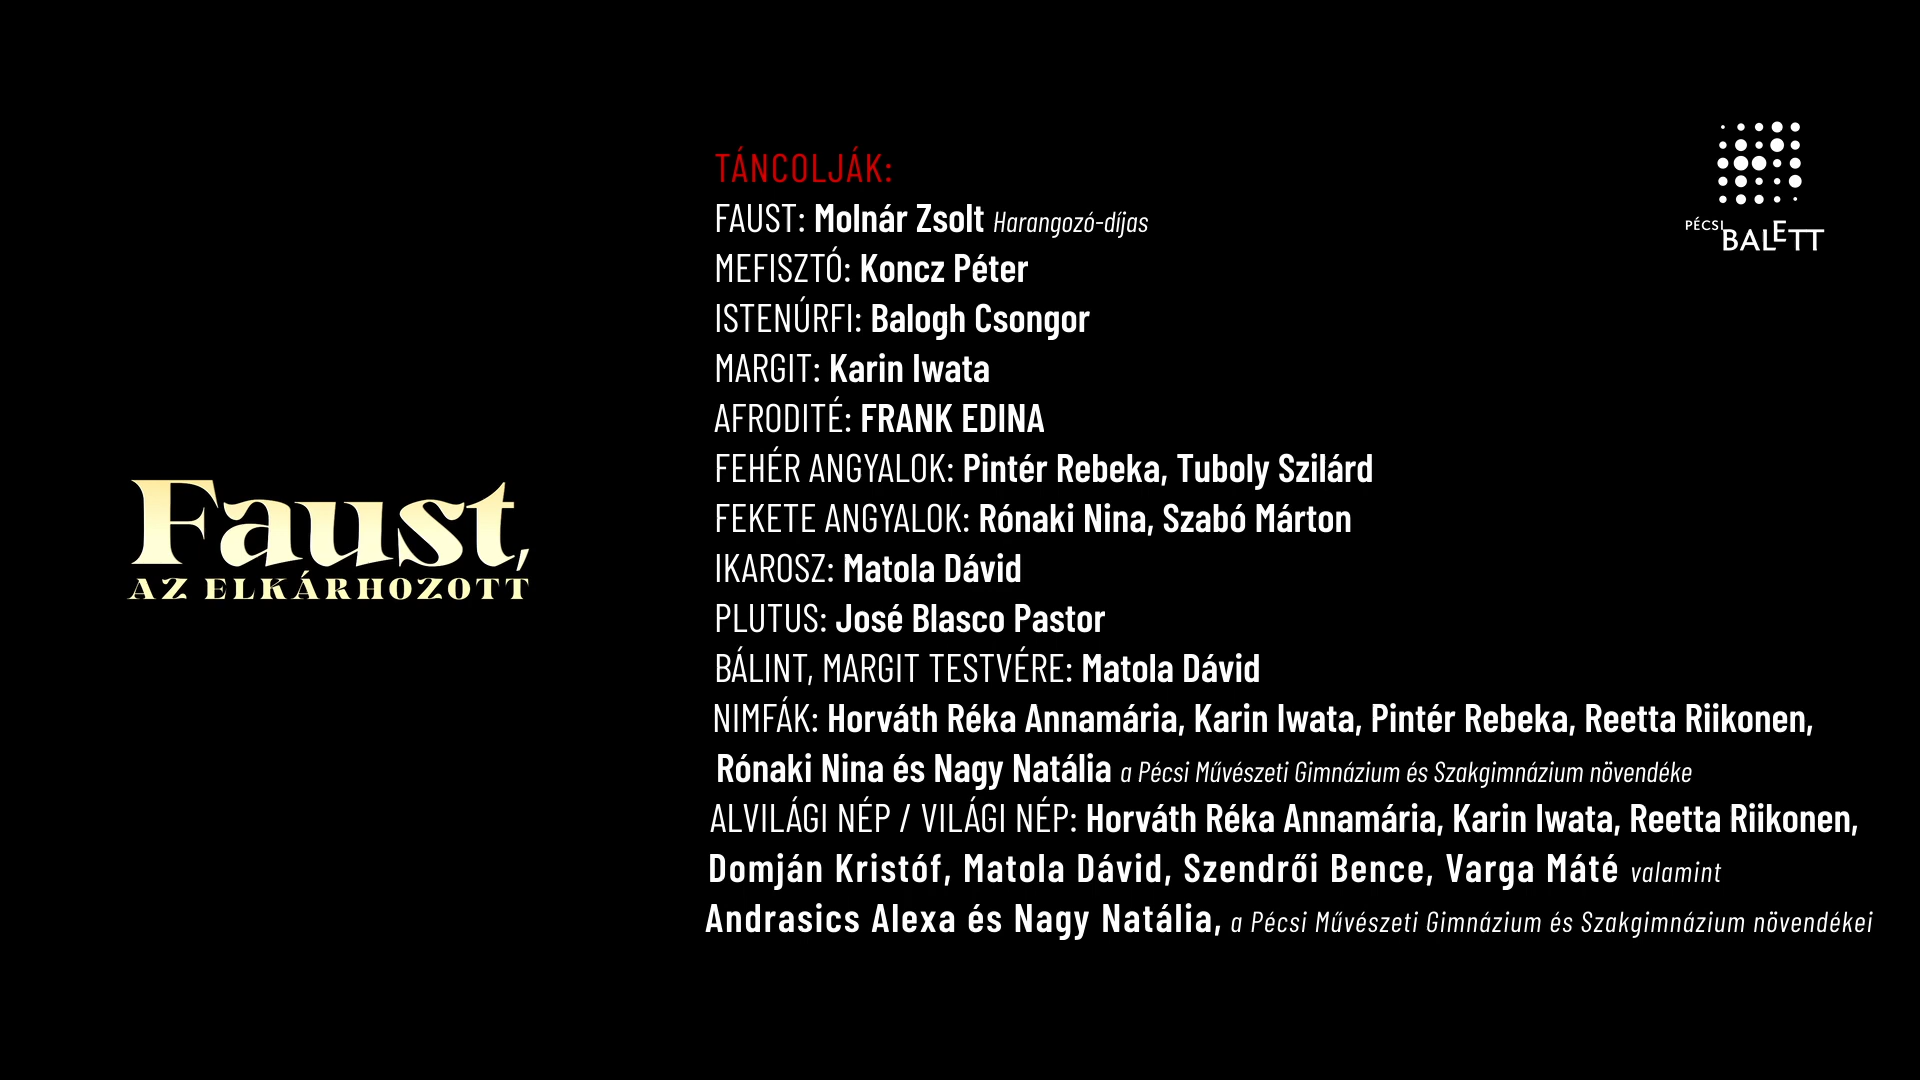 Faust,
AZ ELKÁRHOZOTT
TÁNCOLJÁK:
FAUST: Molnár Zsolt Harangozó-díjas
MEFISZTÓ: Koncz Péter
ISTENÚRFI: Balogh Csongor
MARGIT: Karin Iwata
AFRODITÉ: FRANK EDINA
FEHÉR ANGYALOK: Pintér Rebeka, Tuboly Szilárd
FEKETE ANGYALOK: Rónaki Nina, Szabó Márton
IKAROSZ: Matola Dávid
PLUTUS: José Blasco Pastor
BÁLINT, MARGIT TESTVÉRE: Matola Dávid
NIMFÁK: Horváth Réka Annamária, Karin Iwata, Pintér Rebeka, Reetta Riikonen,
Rónaki Nina és Nagy Natália a Pécsi Művészeti Gimnázium és Szakgimnázium növendéke
ALVILÁGI NÉP / VILÁGI NÉP: Horváth Réka Annamária, Karin Iwata, Reetta Riikonen,
Domján Kristóf, Matola Dávid, Szendrői Bence, Varga Máté valamint
Andrasics Alexa és Nagy Natália, a Pécsi Művészeti Gimnázium és Szakgimnázium növendékei
PÉCSI BALETT